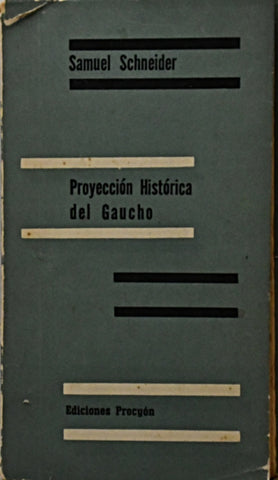 Samuel Schneider
Proyección Histórica
del Gaucho
Ediciones Procyón